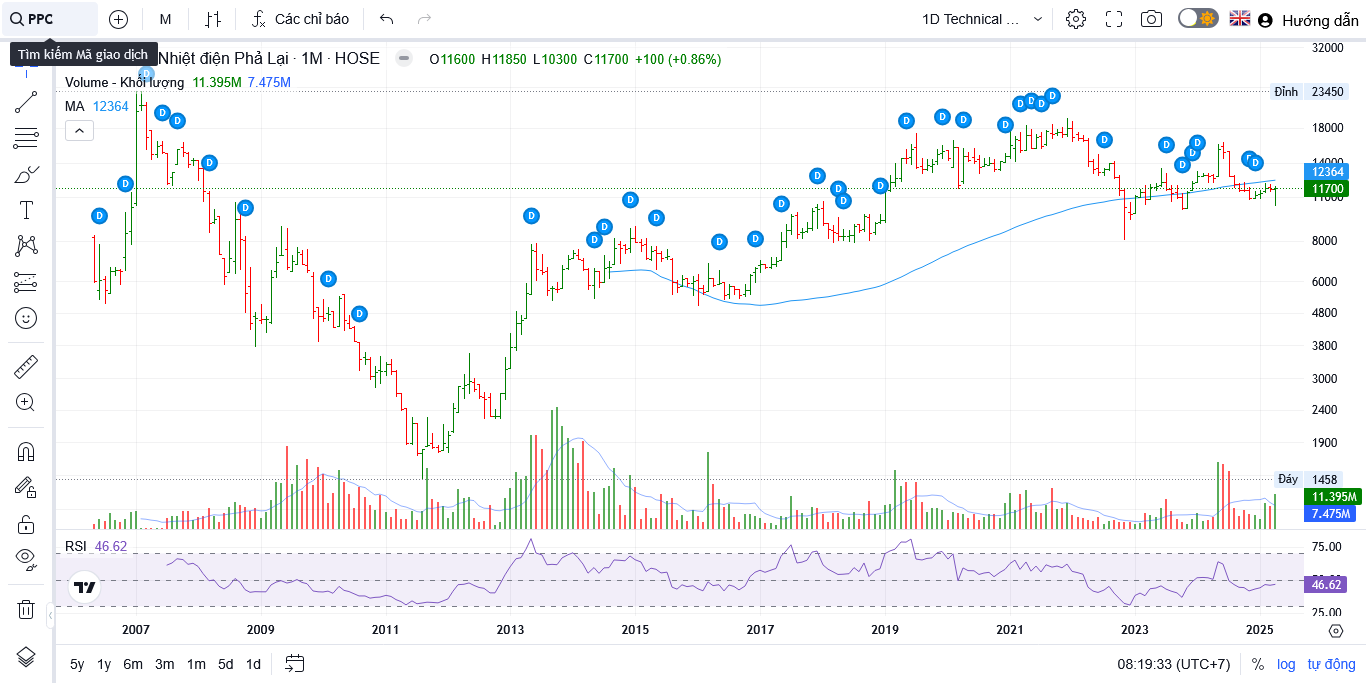 PPC
M
Các chỉ báo
1D Technical ...
Hướng dẫn
Tìm kiếm Mã giao dịch
Nhiệt điện Phả Lại · 1M · HOSE
O11600 H11850 L10300 C11700 +100 (+0.86%)
Volume - Khối lượng 11.395M 7.475M
MA 12364
32000
Đỉnh 23450
18000
14000
12364
11700
8000
6000
4800
3800
3000
2400
1900
Đáy 1458
11.395M
7.475M
RSI 46.62
75.00
46.62
25.00
2007 2009 2011 2013 2015 2017 2019 2021 2023 2025
5y 1y 6m 3m 1m 5d 1d
08:19:33 (UTC+7) % log tự động